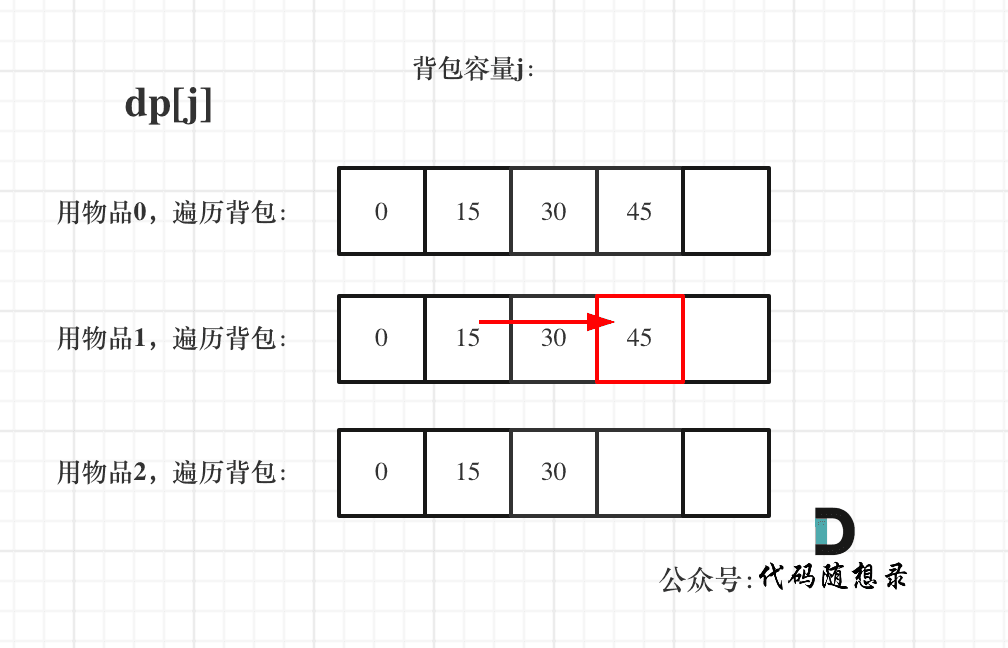 背包容量j：
dp[j]
用物品0，遍历背包： 0 15 30 45
用物品1，遍历背包： 0 15 30 45
用物品2，遍历背包： 0 15 30
公众号：代码随想录